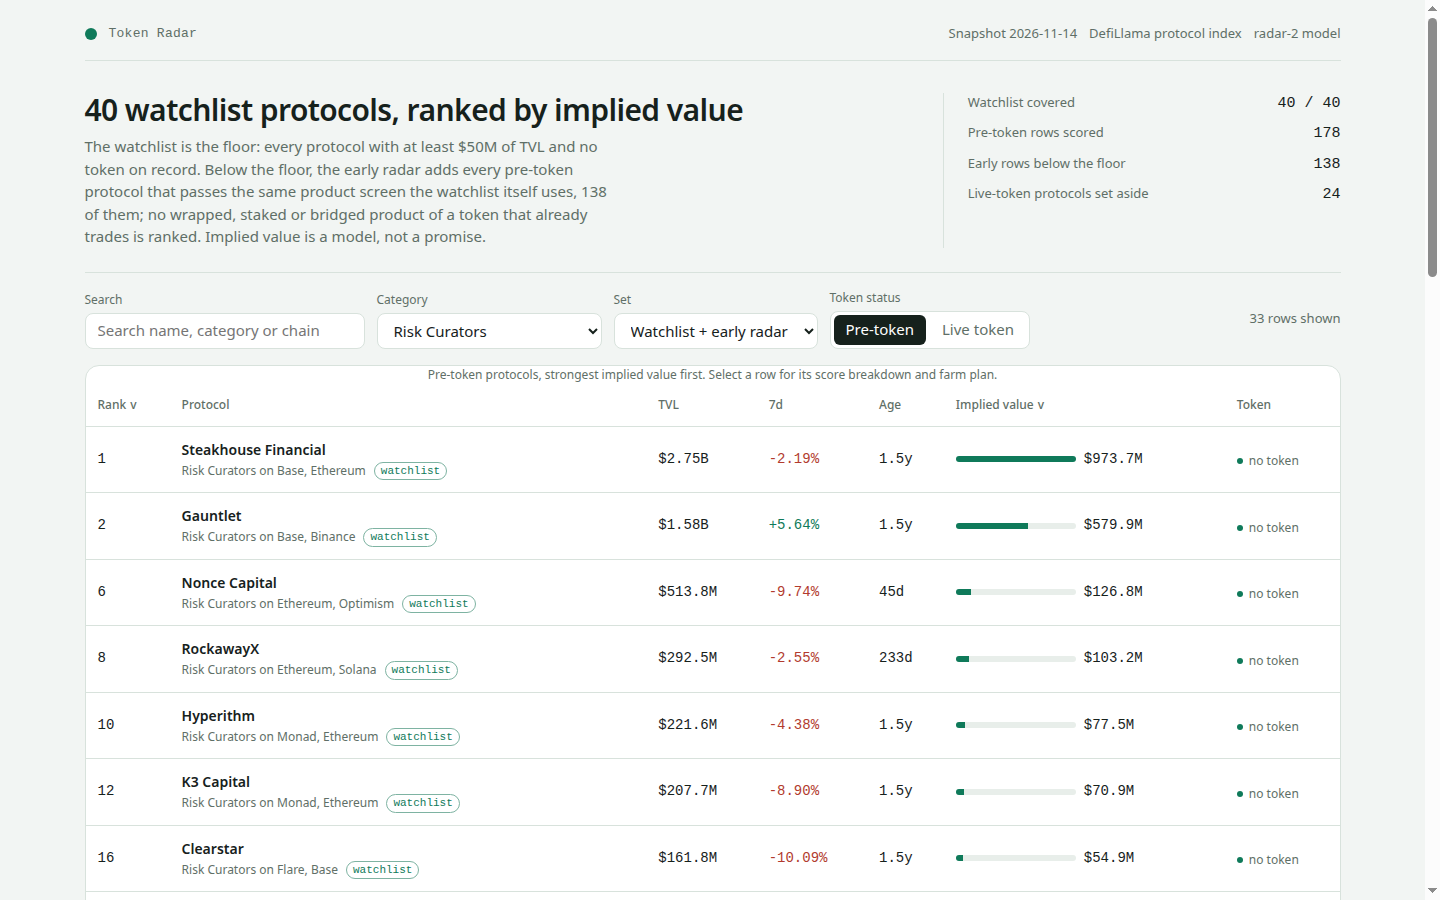 Token Radar
Snapshot 2026-11-14 DefiLlama protocol index radar-2 model
40 watchlist protocols, ranked by implied value
The watchlist is the floor: every protocol with at least $50M of TVL and no
token on record. Below the floor, the early radar adds every pre-token
protocol that passes the same product screen the watchlist itself uses, 138
of them; no wrapped, staked or bridged product of a token that already
trades is ranked. Implied value is a model, not a promise.
Watchlist covered 40 / 40
Pre-token rows scored 178
Early rows below the floor 138
Live-token protocols set aside 24
Search Category Set Token status
Search name, category or chain Risk Curators Watchlist + early radar Pre-token Live token
33 rows shown
Pre-token protocols, strongest implied value first. Select a row for its score breakdown and farm plan.
Rank v Protocol TVL 7d Age Implied value v Token
1 Steakhouse Financial $2.75B -2.19% 1.5y $973.7M no token
Risk Curators on Base, Ethereum watchlist
2 Gauntlet $1.58B +5.64% 1.5y $579.9M no token
Risk Curators on Base, Binance watchlist
6 Nonce Capital $513.8M -9.74% 45d $126.8M no token
Risk Curators on Ethereum, Optimism watchlist
8 RockawayX $292.5M -2.55% 233d $103.2M no token
Risk Curators on Ethereum, Solana watchlist
10 Hyperithm $221.6M -4.38% 1.5y $77.5M no token
Risk Curators on Monad, Ethereum watchlist
12 K3 Capital $207.7M -8.90% 1.5y $70.9M no token
Risk Curators on Monad, Ethereum watchlist
16 Clearstar $161.8M -10.09% 1.5y $54.9M no token
Risk Curators on Flare, Base watchlist